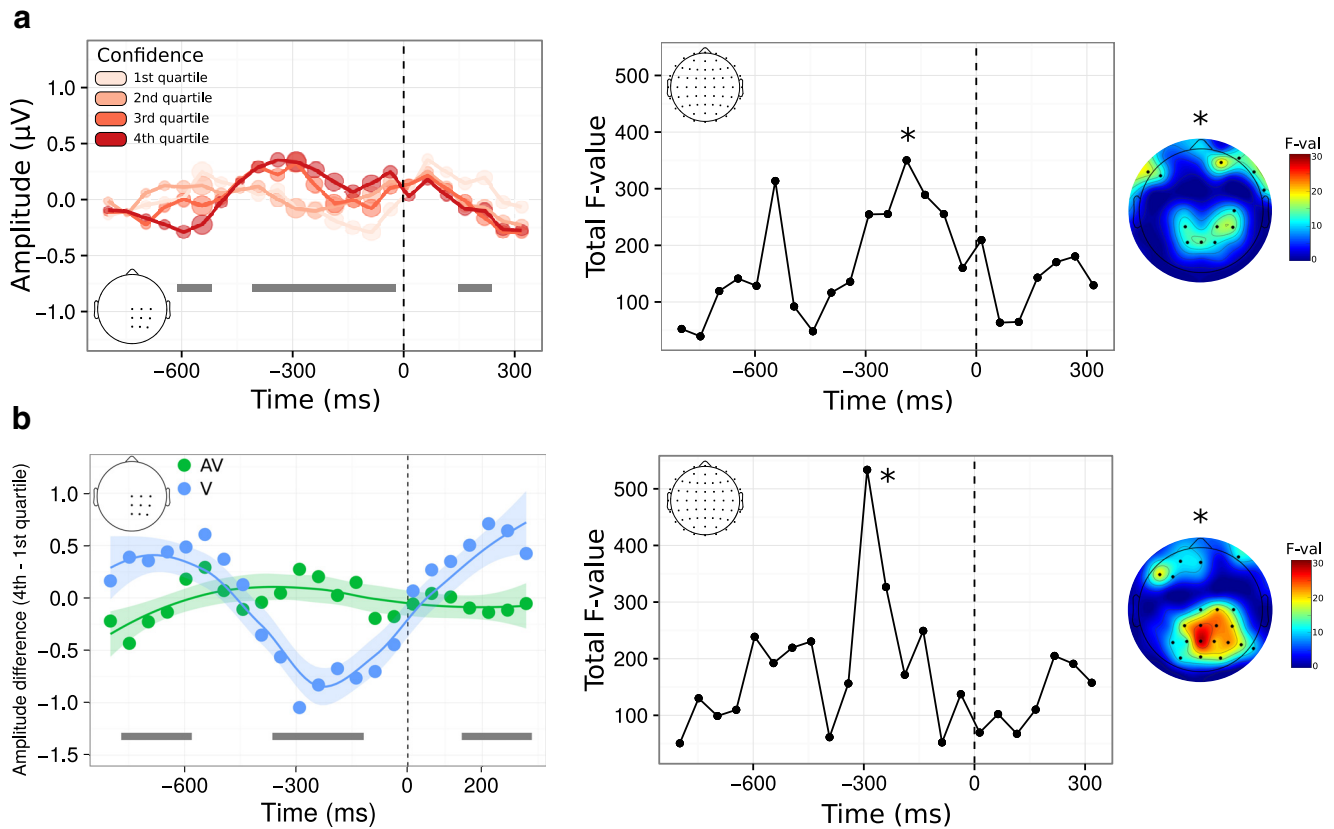 a
Confidence
1st quartile
2nd quartile
3rd quartile
4th quartile
Amplitude (µV)
1.0
0.5
0.0
−0.5
−1.0
−600
−300
0
300
Time (ms)
Total F-value
500
400
300
200
100
*
−600
−300
0
300
Time (ms)
*
F-val
30
20
10
0
b
AV
V
Amplitude difference (4th - 1st quartile)
1.0
0.5
0.0
−0.5
−1.0
−1.5
−600
−300
0
200
Time (ms)
Total F-value
500
400
300
200
100
*
−600
−300
0
300
Time (ms)
*
F-val
30
20
10
0